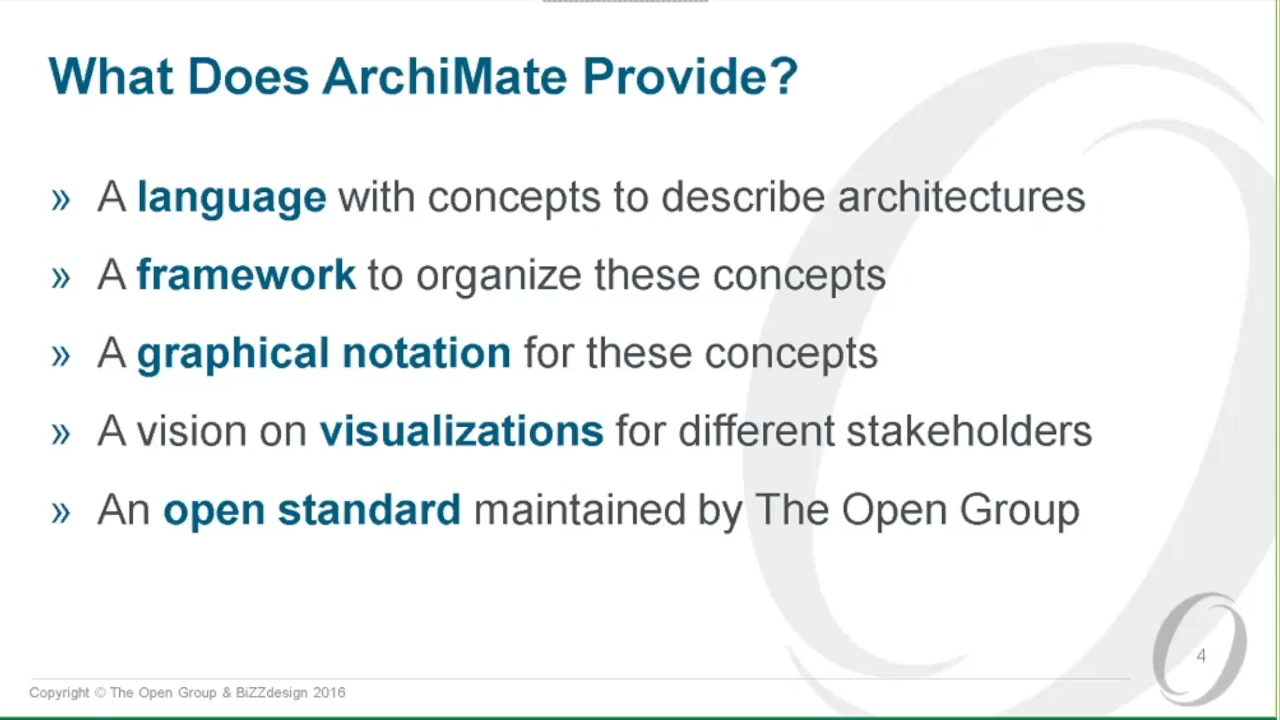 What Does ArchiMate Provide?
» A language with concepts to describe architectures
» A framework to organize these concepts
» A graphical notation for these concepts
» A vision on visualizations for different stakeholders
» An open standard maintained by The Open Group
4
Copyright © The Open Group & BiZZdesign 2016